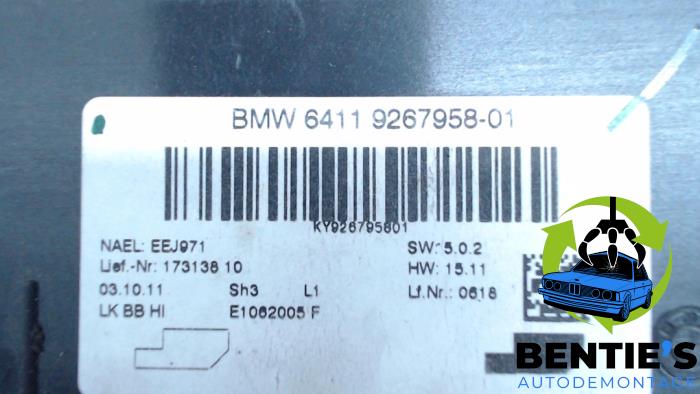 BMW 6411 9267958-01
KY926795801
NAEL: EEJ971
SW: 5.0.2
Lief.-Nr: 173138 10
HW: 15.11
03.10.11 Sh3 L1
Lf.Nr.: 0618
LK BB HI E1062005 F
BENTIE'S
AUTODEMONTAGE